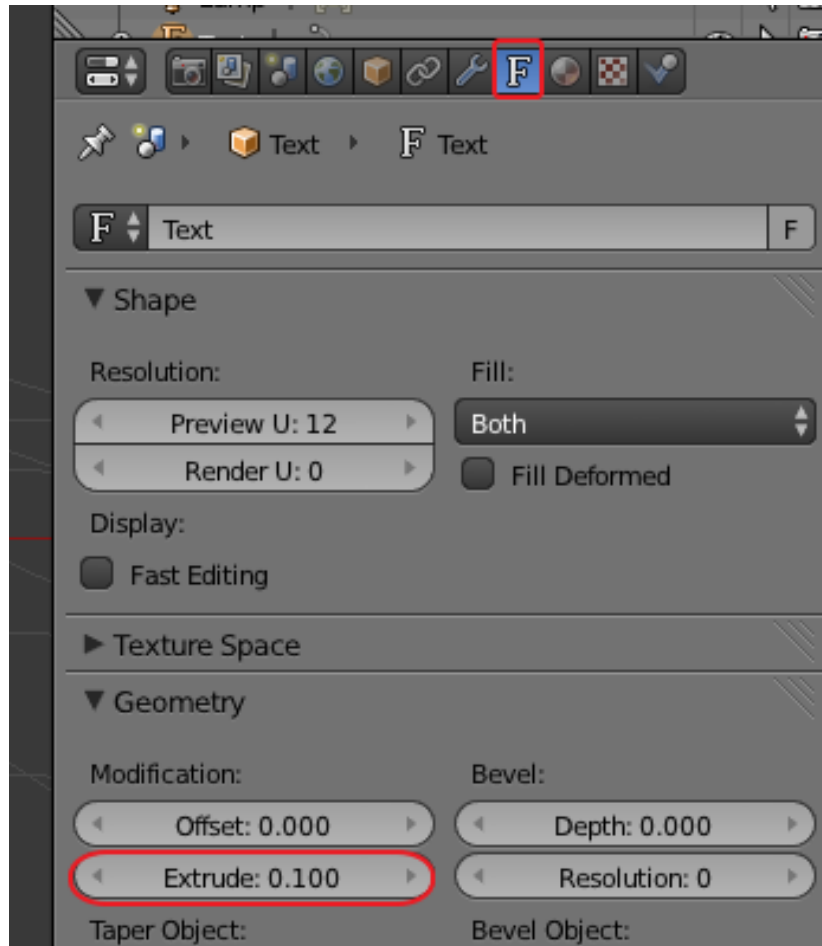 F
Text Text
F Text F
Shape
Resolution: Fill:
Preview U: 12 Both
Render U: 0 Fill Deformed
Display:
Fast Editing
Texture Space
Geometry
Modification: Bevel:
Offset: 0.000 Depth: 0.000
Extrude: 0.100 Resolution: 0
Taper Object: Bevel Object: